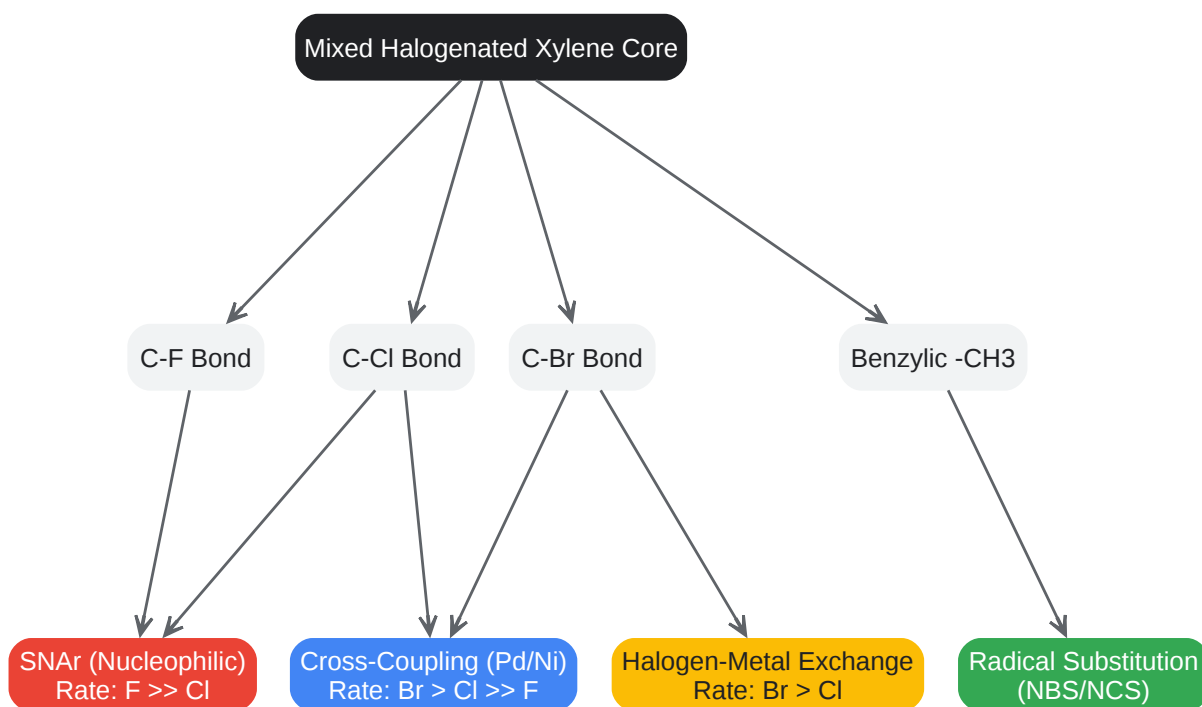 Mixed Halogenated Xylene Core
C-F Bond
C-Cl Bond
C-Br Bond
Benzylic -CH3
SNAr (Nucleophilic)
Rate: F >> Cl
Cross-Coupling (Pd/Ni)
Rate: Br > Cl >> F
Halogen-Metal Exchange
Rate: Br > Cl
Radical Substitution
(NBS/NCS)